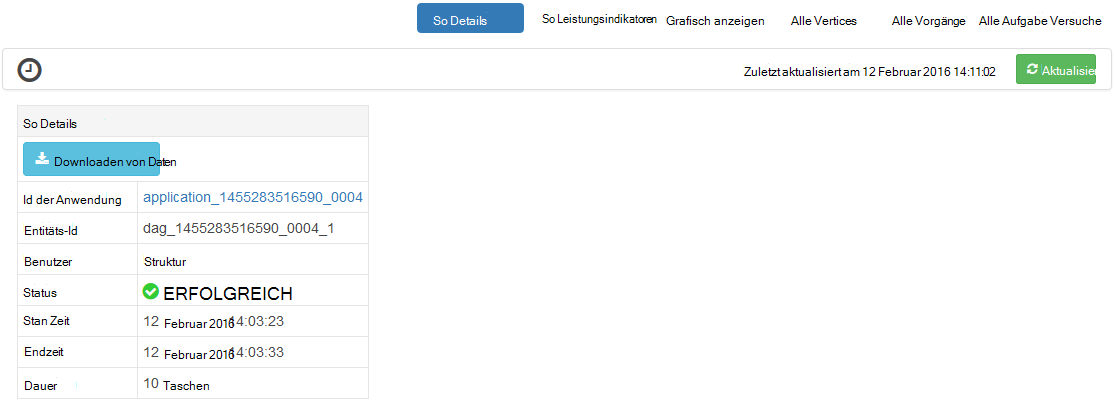 So Details So Leistungsindikatoren Grafisch anzeigen Alle Vertices Alle Vorgänge Alle Aufgabe Versuche
Zuletzt aktualisiert am 12 Februar 2016 14:11:02 Aktualisier
So Details
Downloaden von Daten
Id der Anwendung application_1455283516590_0004
Entitäts-Id dag_1455283516590_0004_1
Benutzer Struktur
Status ERFOLGREICH
Stan Zeit 12 Februar 2016 14:03:23
Endzeit 12 Februar 2016 14:03:33
Dauer 10 Taschen